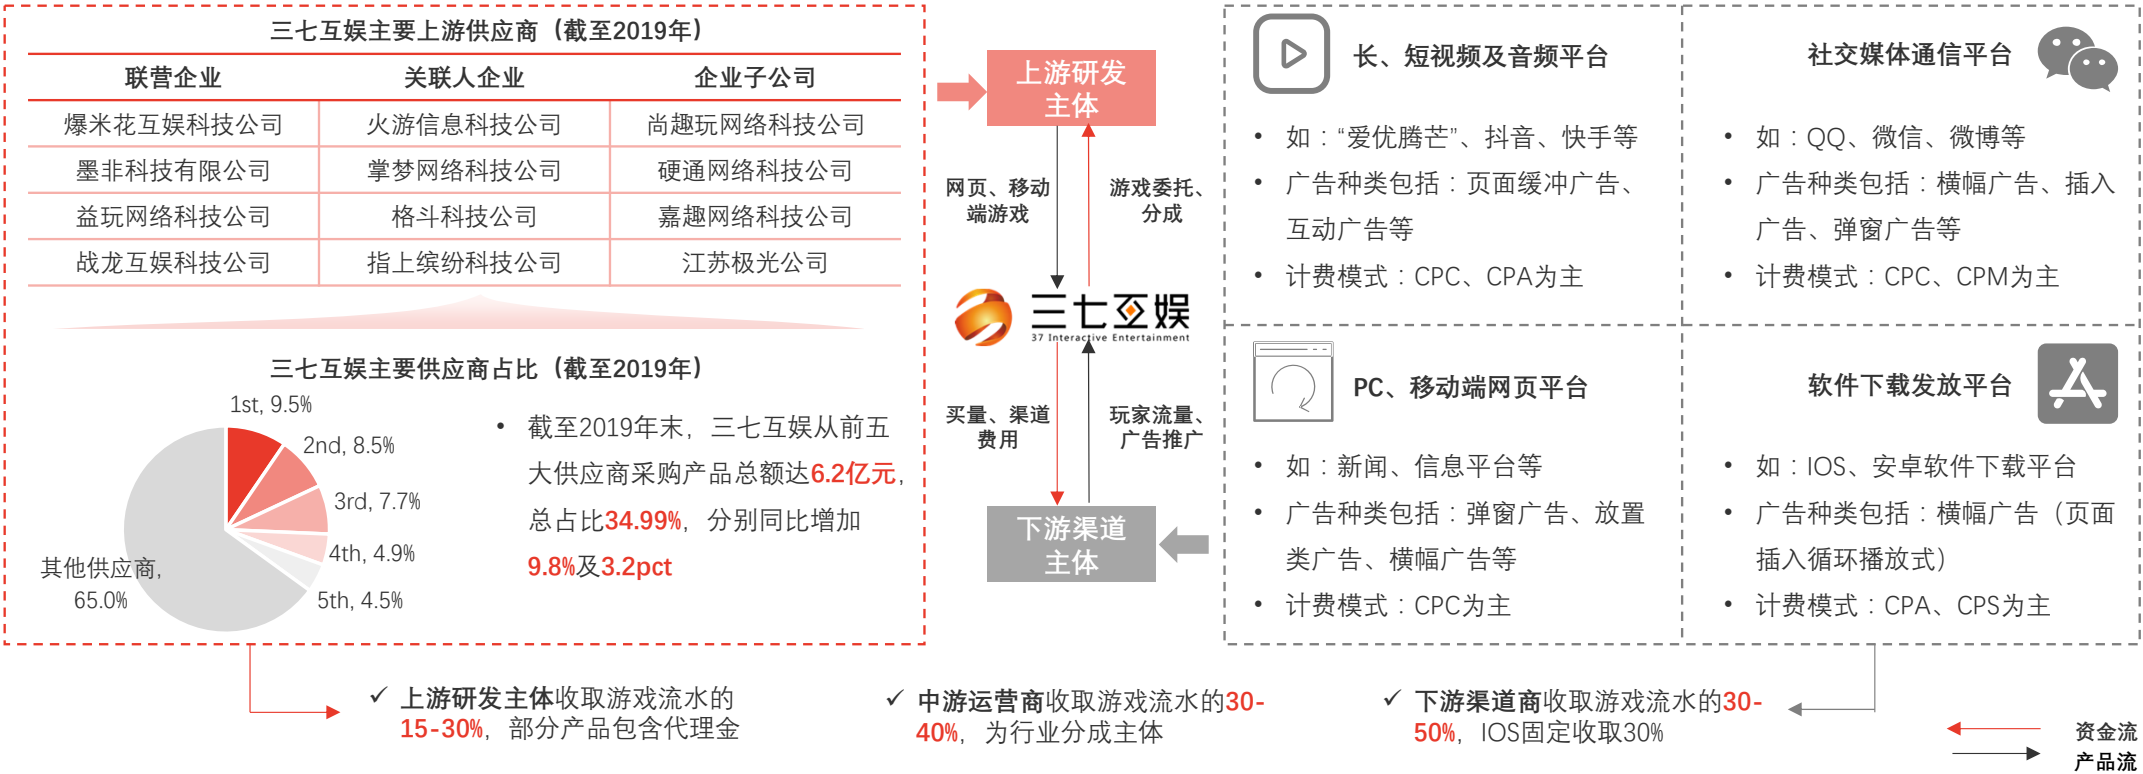 三七互娱主要上游供应商（截至2019年）
联营企业 关联人企业 企业子公司
爆米花互娱科技公司 火游信息科技公司 尚趣玩网络科技公司
墨非科技有限公司 掌梦网络科技公司 硬通网络科技公司
益玩网络科技公司 格斗科技公司 嘉趣网络科技公司
战龙互娱科技公司 指上缤纷科技公司 江苏极光公司
三七互娱主要供应商占比（截至2019年）
1st, 9.5%
2nd, 8.5%
3rd, 7.7%
4th, 4.9%
5th, 4.5%
其他供应商,
65.0%
• 截至2019年末，三七互娱从前五
大供应商采购产品总额达6.2亿元，
总占比34.99%，分别同比增加
9.8%及3.2pct
上游研发
主体
网页、移动
端游戏
游戏委托、
分成
三七互娱
37 Interactive Entertainment
买量、渠道
费用
玩家流量、
广告推广
下游渠道
主体
长、短视频及音频平台
• 如：“爱优腾芒”、抖音、快手等
• 广告种类包括：页面缓冲广告、
互动广告等
• 计费模式：CPC、CPA为主
社交媒体通信平台
• 如：QQ、微信、微博等
• 广告种类包括：横幅广告、插入
广告、弹窗广告等
• 计费模式：CPC、CPM为主
PC、移动端网页平台
• 如：新闻、信息平台等
• 广告种类包括：弹窗广告、放置
类广告、横幅广告等
• 计费模式：CPC为主
软件下载发放平台
• 如：IOS、安卓软件下载平台
• 广告种类包括：横幅广告（页面
插入循环播放式）
• 计费模式：CPA、CPS为主
✓ 上游研发主体收取游戏流水的
15-30%，部分产品包含代理金
✓ 中游运营商收取游戏流水的30-
40%，为行业分成主体
✓ 下游渠道商收取游戏流水的30-
50%，IOS固定收取30%
资金流
产品流